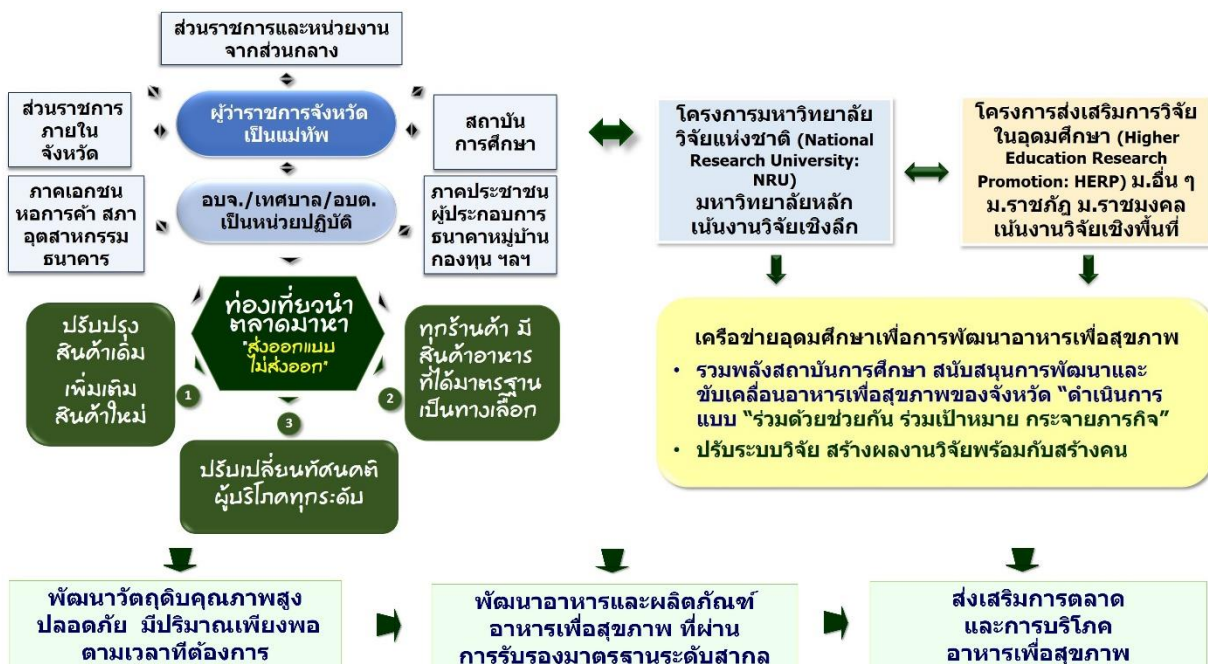 ส่วนราชการและหน่วยงาน
จากส่วนกลาง
ส่วนราชการ
ภายใน
จังหวัด
ผู้ว่าราชการจังหวัด
เป็นแม่ทัพ
สถาบัน
การศึกษา
ภาคเอกชน
หอการค้า สภา
อุตสาหกรรม
ธนาคาร
อบจ./เทศบาล/อบต.
เป็นหน่วยปฏิบัติ
ภาคประชาชน
ผู้ประกอบการ
ธนาคาหมู่บ้าน
กองทุน ฯลฯ
ท่องเที่ยวนำ
ตลาดมาหา
"ส่งออกแบบ
ไม่ส่งออก"
ปรับปรุง
สินค้าเดิม
เพิ่มเติม
สินค้าใหม่
1
ทุกร้านค้า มี
สินค้าอาหาร
ที่ได้มาตรฐาน
เป็นทางเลือก
2
3
ปรับเปลี่ยนทัศนคติ
ผู้บริโภคทุกระดับ
โครงการมหาวิทยาลัย
วิจัยแห่งชาติ (National
Research University:
NRU)
มหาวิทยาลัยหลัก
เน้นงานวิจัยเชิงลึก
โครงการส่งเสริมการวิจัย
ในอุดมศึกษา (Higher
Education Research
Promotion: HERP) ม.อื่น ๆ
ม.ราชภัฏ ม.ราชมงคล
เน้นงานวิจัยเชิงพื้นที่
เครือข่ายอุดมศึกษาเพื่อการพัฒนาอาหารเพื่อสุขภาพ
• รวมพลังสถาบันการศึกษา สนับสนุนการพัฒนาและ
ขับเคลื่อนอาหารเพื่อสุขภาพของจังหวัด “ดำเนินการ
แบบ “ร่วมด้วยช่วยกัน ร่วมเป้าหมาย กระจายภารกิจ”
• ปรับระบบวิจัย สร้างผลงานวิจัยพร้อมกับสร้างคน
พัฒนาวัตถุดิบคุณภาพสูง
ปลอดภัย มีปริมาณเพียงพอ
ตามเวลาที่ต้องการ
พัฒนาอาหารและผลิตภัณฑ์
อาหารเพื่อสุขภาพ ที่ผ่าน
การรับรองมาตรฐานระดับสากล
ส่งเสริมการตลาด
และการบริโภค
อาหารเพื่อสุขภาพ